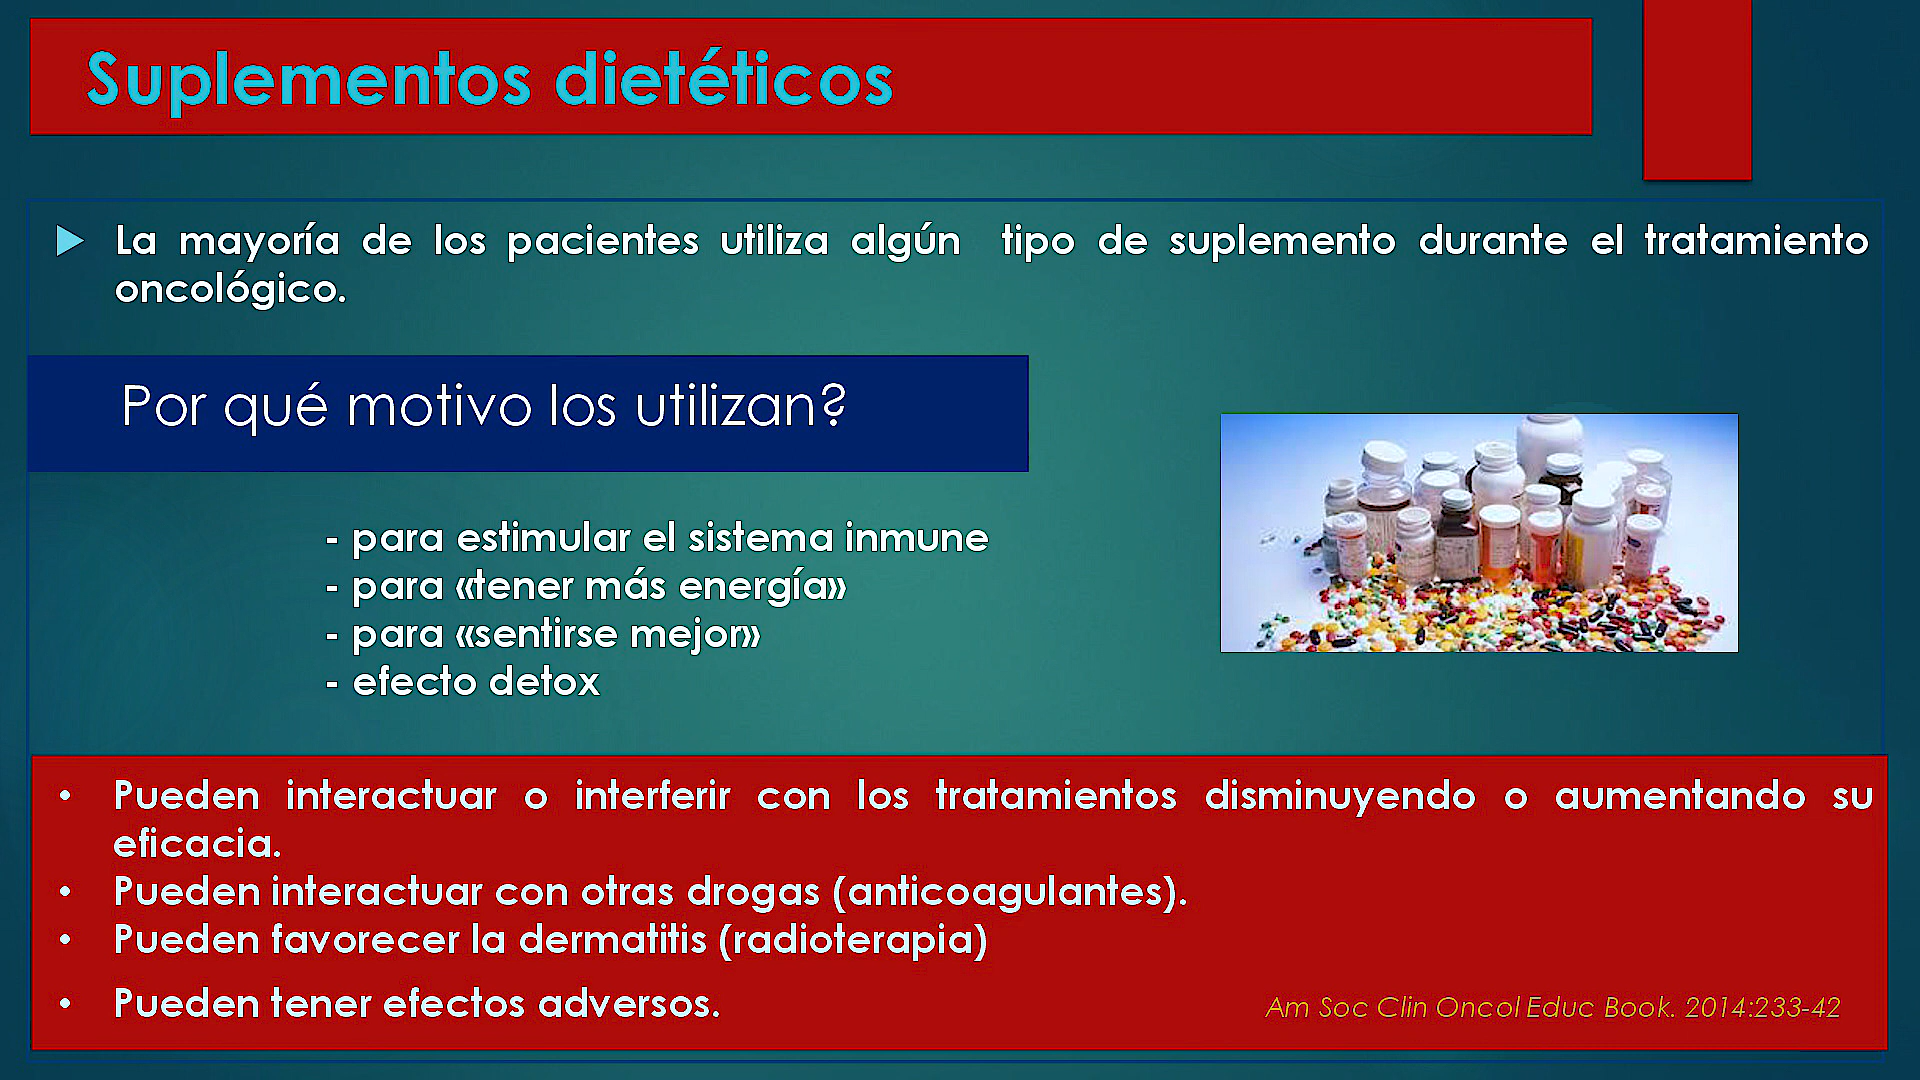 Suplementos dietéticos
La mayoría de los pacientes utiliza algún tipo de suplemento durante el tratamiento
oncológico.
Por qué motivo los utilizan?
- para estimular el sistema inmune
- para «tener más energía»
- para «sentirse mejor»
- efecto detox
• Pueden interactuar o interferir con los tratamientos disminuyendo o aumentando su
eficacia.
• Pueden interactuar con otras drogas (anticoagulantes).
• Pueden favorecer la dermatitis (radioterapia)
• Pueden tener efectos adversos.
Am Soc Clin Oncol Educ Book. 2014:233-42